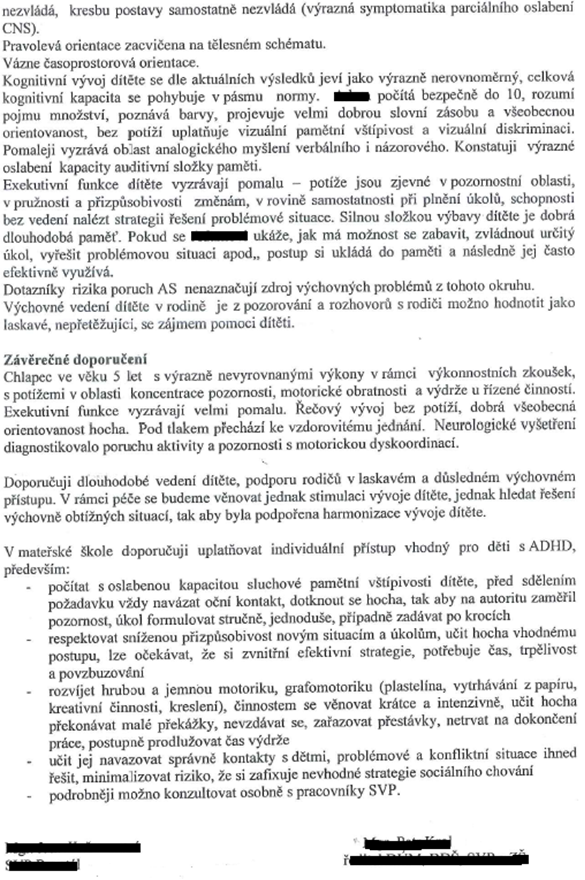 nezvládá, kresbu postavy samostatně nezvládá (výrazná symptomatika parciálního oslabení
CNS).
Pravolevá orientace zacvičena na tělesném schématu.
Vázne časoprostorová orientace.
Kognitivní vývoj dítěte se dle aktuálních výsledků jeví jako výrazně nerovnoměrný, celková
kognitivní kapacita se pohybuje v pásmu normy. počítá bezpečně do 10, rozumí
pojmu množství, poznává barvy, projevuje velmi dobrou slovní zásobu a všeobecnou
orientovanost, bez potíží uplatňuje vizuální pamětní vštípivost a vizuální diskriminaci.
Pomaleji vyzrává oblast analogického myšlení verbálního i názorového. Konstatuji výrazné
oslabení kapacity auditivní složky paměti.
Exekutivní funkce dítěte vyzrávají pomalu – potíže jsou zjevné v pozornostní oblasti,
v pružnosti a přizpůsobivosti změnám, v rovině samostatnosti při plnění úkolů, schopnosti
bez vedení nalézt strategii řešení problémové situace. Silnou složkou výbavy dítěte je dobrá
dlouhodobá paměť. Pokud se ukáže, jak má možnost se zabavit, zvládnout určitý
úkol, vyřešit problémovou situaci apod,, postup si ukládá do paměti a následně jej často
efektivně využívá.
Dotazníky rizika poruch AS nenaznačují zdroj výchovných problémů z tohoto okruhu.
Výchovné vedení dítěte v rodině je z pozorování a rozhovorů s rodiči možno hodnotit jako
laskavé, nepřetěžující, se zájmem pomoci dítěti.
Závěrečné doporučení
Chlapec ve věku 5 let s výrazně nevyrovnanými výkony v rámci výkonnostních zkoušek,
s potížemi v oblasti koncentrace pozornosti, motorické obratnosti a výdrže u řízené činností.
Exekutivní funkce vyzrávají velmi pomalu. Řečový vývoj bez potíží, dobrá všeobecná
orientovanost hocha. Pod tlakem přechází ke vzdorovitému jednání. Neurologické vyšetření
diagnostikovalo poruchu aktivity a pozornosti s motorickou dyskoordinací.
Doporučuji dlouhodobé vedení dítěte, podporu rodičů v laskavém a důsledném výchovném
přístupu. V rámci péče se budeme věnovat jednak stimulaci vývoje dítěte, jednak hledat řešení
výchovně obtížných situací, tak aby byla podpořena harmonizace vývoje dítěte.
V mateřské škole doporučuji uplatňovat individuální přístup vhodný pro děti s ADHD,
především:
- počítat s oslabenou kapacitou sluchové pamětní vštípivosti dítěte, před sdělením
požadavku vždy navázat oční kontakt, dotknout se hocha, tak aby na autoritu zaměřil
pozornost, úkol formulovat stručně, jednoduše, případně zadávat po krocích
- respektovat sníženou přizpůsobivost novým situacím a úkolům, učit hocha vhodnému
postupu, lze očekávat, že si zvnitřní efektivní strategie, potřebuje čas, trpělivost
a povzbuzování
- rozvíjet hrubou a jemnou motoriku, grafomotoriku (plastelína, vytrhávání z papíru,
kreativní činnosti, kreslení), činnostem se věnovat krátce a intenzivně, učit hocha
překonávat malé překážky, nevzdávat se, zařazovat přestávky, netrvat na dokončení
práce, postupně prodlužovat čas výdrže
- učit jej navazovat správně kontakty s dětmi, problémové a konfliktní situace ihned
řešit, minimalizovat riziko, že si zafixuje nevhodné strategie sociálního chování
- podrobněji možno konzultovat osobně s pracovníky SVP.